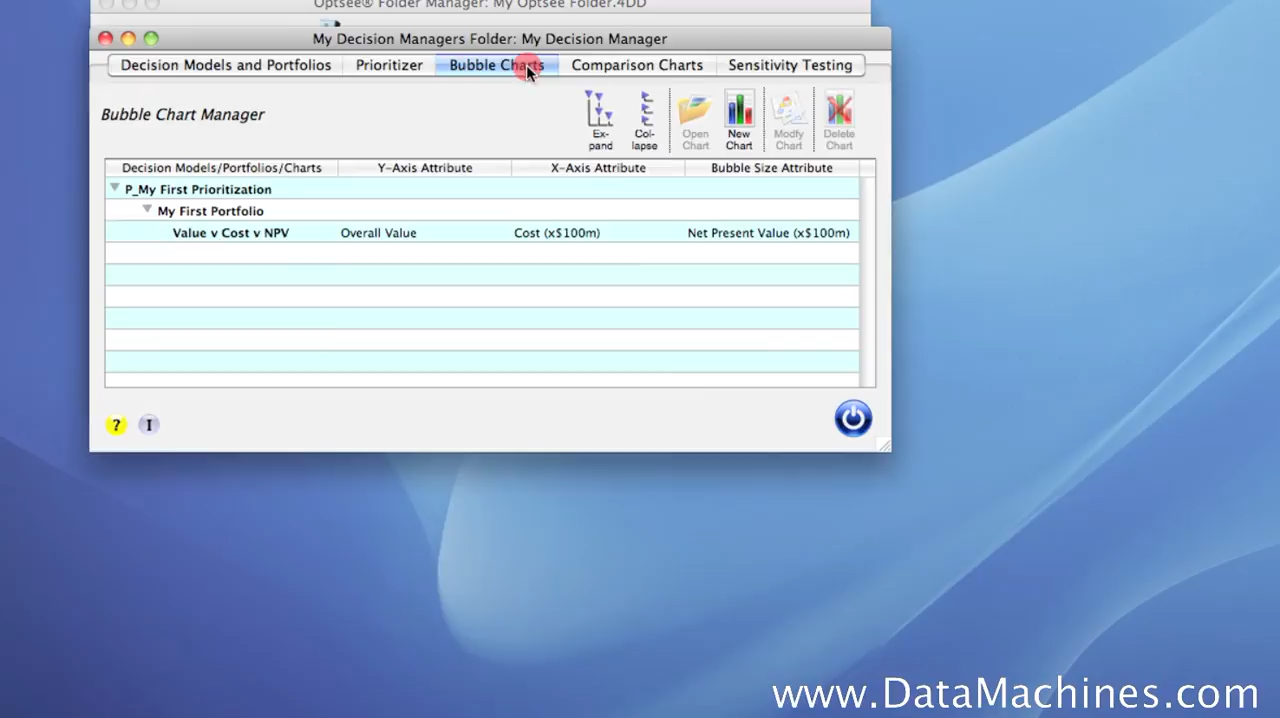 Optsee® Folder Manager: My Optsee Folder.4DD
My Decision Managers Folder: My Decision Manager
Decision Models and Portfolios Prioritizer Bubble Charts Comparison Charts Sensitivity Testing
Bubble Chart Manager
Ex-
pand
Col-
lapse
Open
Chart
New
Chart
Modfy
Chart
Delete
Chart
Decision Models/Portfolios/Charts Y-Axis Attribute X-Axis Attribute Bubble Size Attribute
P_My First Prioritization
My First Portfolio
Value v Cost v NPV Overall Value Cost (x$100m) Net Present Value (x$100m)
? I
www.DataMachines.com